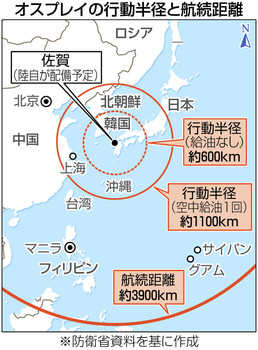 オスプレイの行動半径と航続距離
ロシア
N
佐賀
(陸自が配備予定)
北京
北朝鮮
日本
韓国
中国
行動半径
(給油なし)
約600km
上海
沖縄
行動半径
(空中給油1回)
約1100km
台湾
マニラ
フィリピン
サイパン
グアム
航続距離
約3900km
※防衛省資料を基に作成